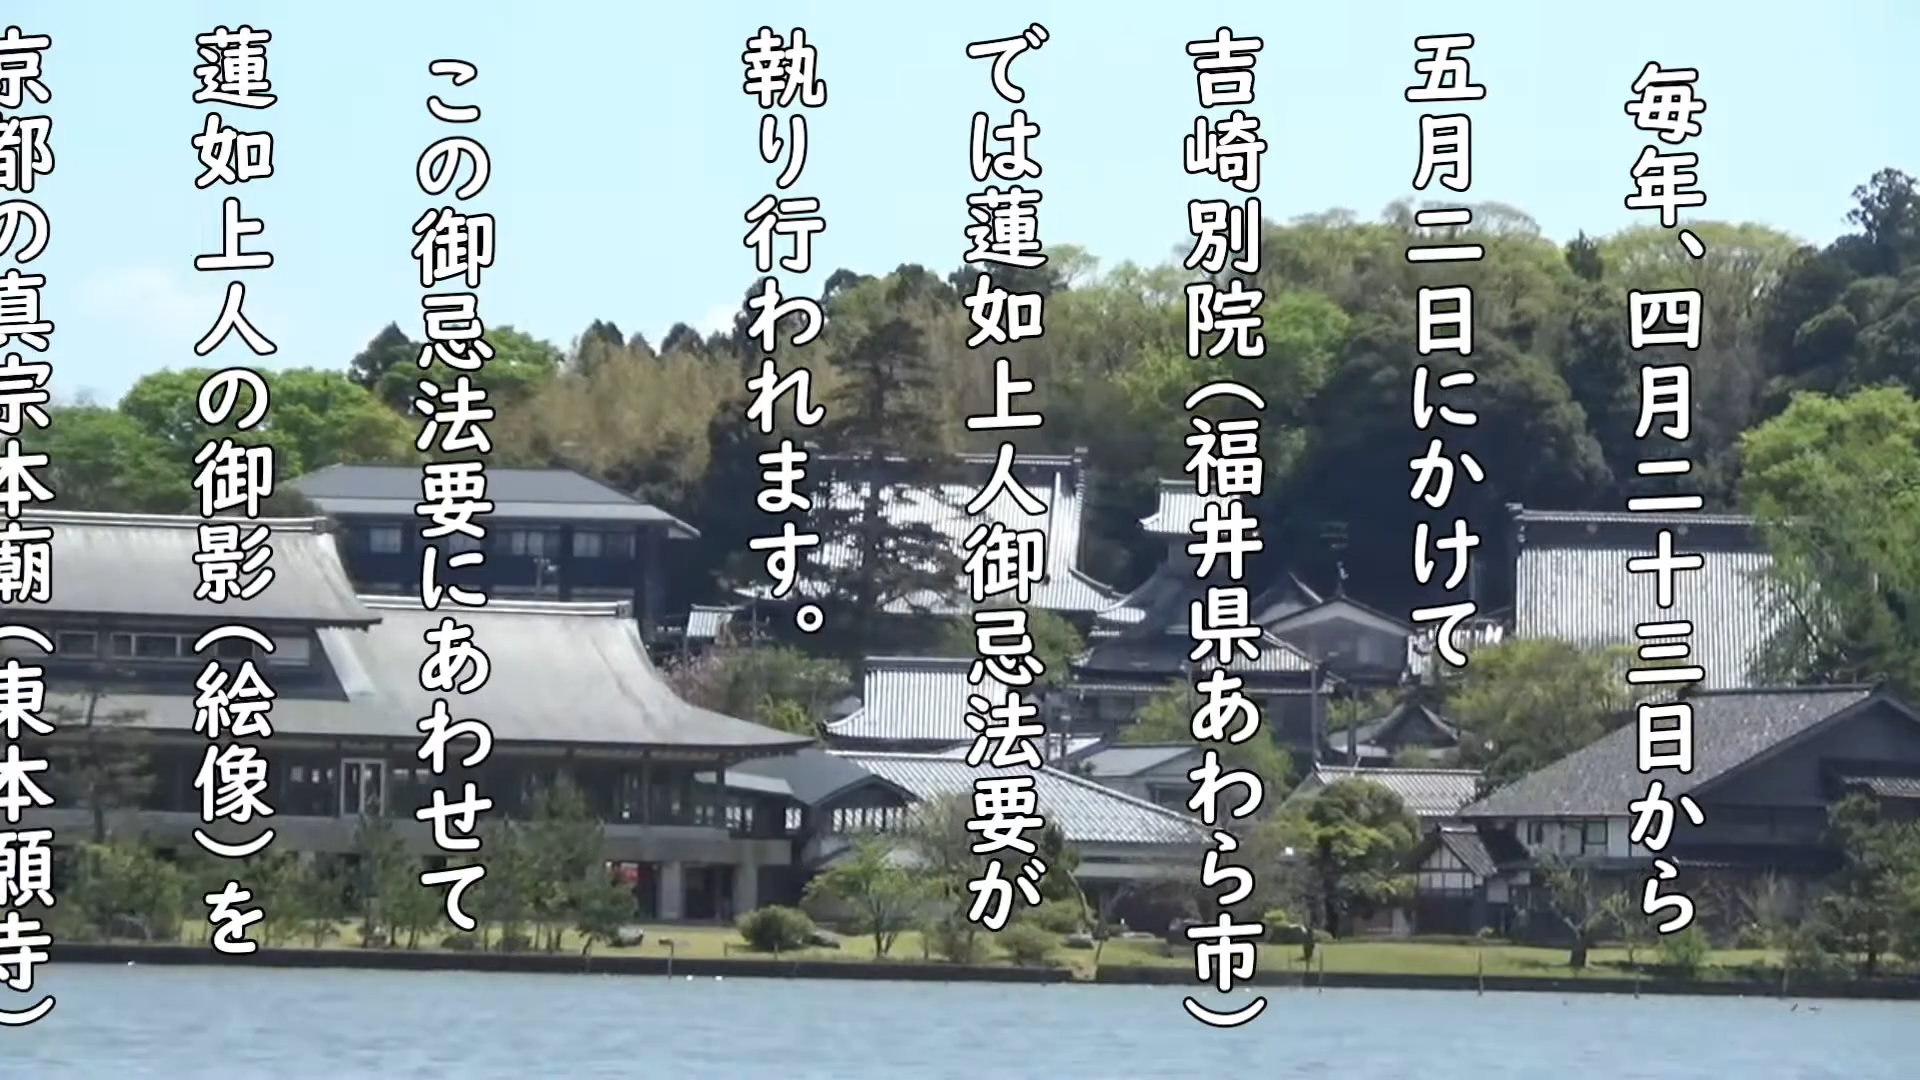 毎年、四月二十三日から
五月二日にかけて
吉崎別院（福井県あわら市）
では蓮如上人御忌法要が
執り行われます。
この御忌法要にあわせて
蓮如上人の御影（絵像）を
京都の真宗本廟（東本願寺）